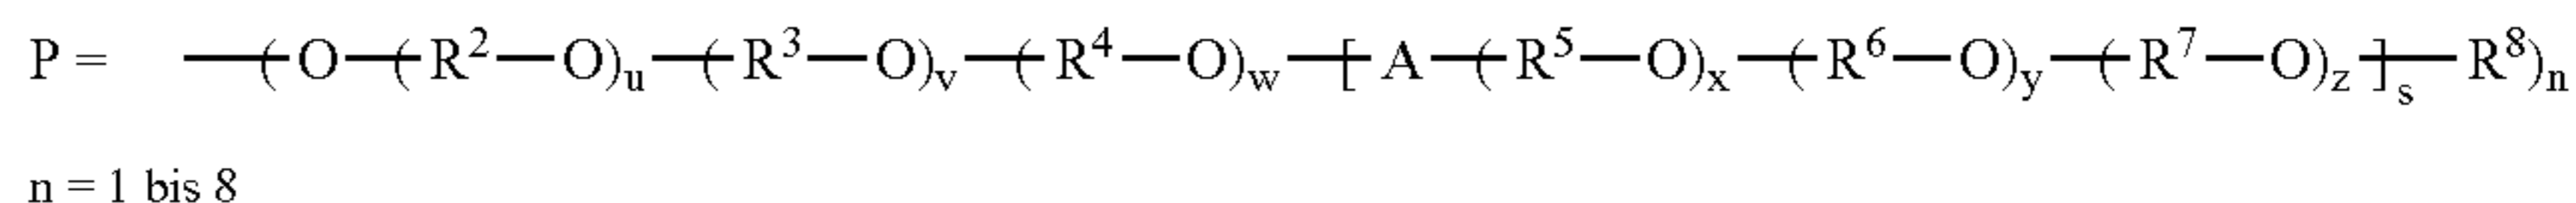 P = —(O—(R²—O)ᵤ—(R³—O)ᵥ—(R⁴—O)w—[A—(R⁵—O)ₓ—(R⁶—O)y—(R⁷—O)z]ₛ—R⁸)ₙ
n = 1 bis 8